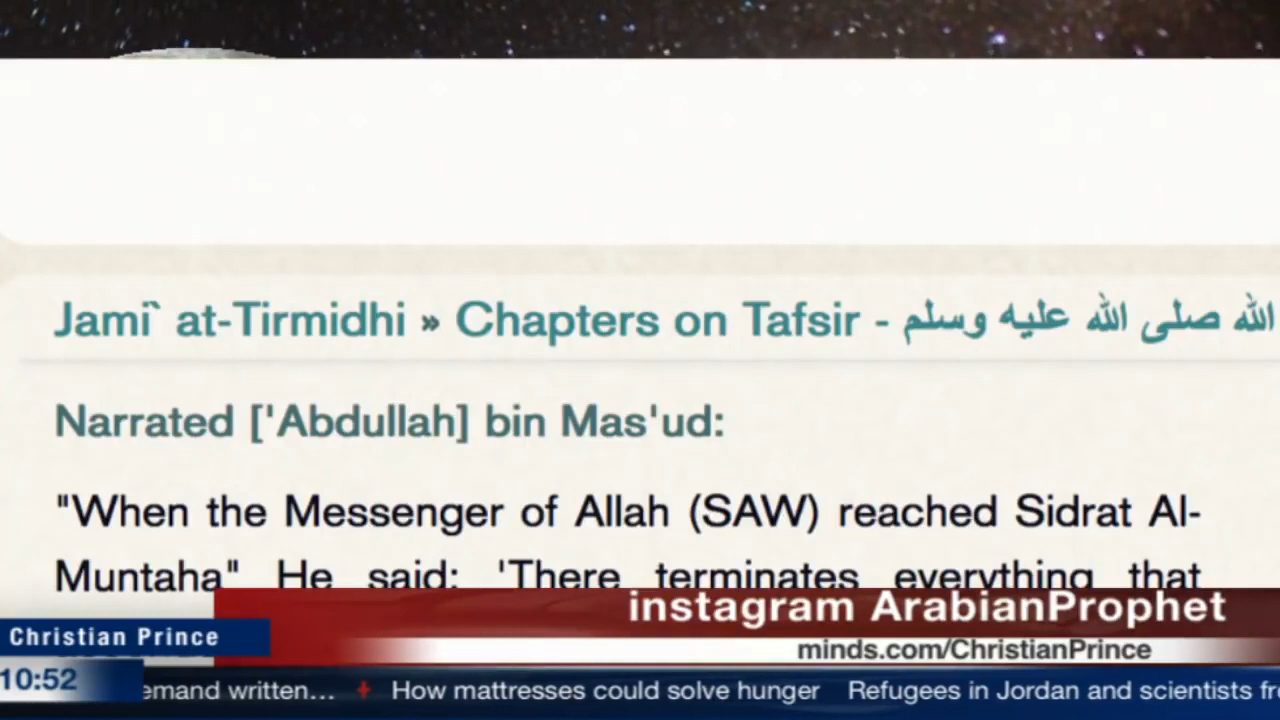 Jami` at-Tirmidhi » Chapters on Tafsir - الله صلى الله عليه وسلم
Narrated ['Abdullah] bin Mas'ud:
"When the Messenger of Allah (SAW) reached Sidrat Al-
Muntaha" He said: 'There terminates everything that
instagram ArabianProphet
Christian Prince
minds.com/ChristianPrince
10:52
emand written... How mattresses could solve hunger Refugees in Jordan and scientists